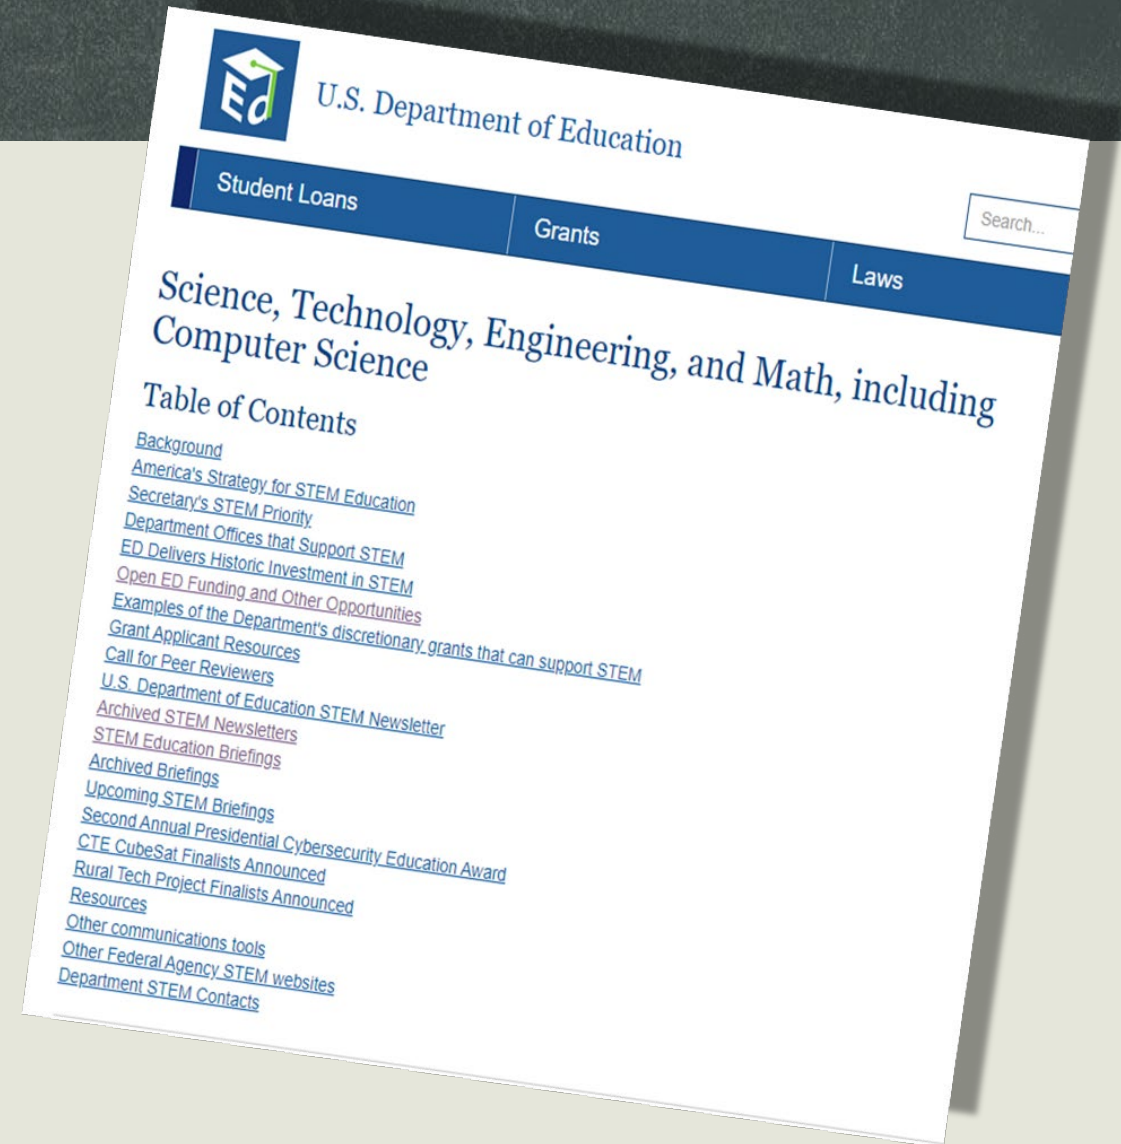 Ed
U.S. Department of Education
Search...
Student Loans
Grants
Laws
Science, Technology, Engineering, and Math, including
Computer Science
Table of Contents
Background
America's Strategy for STEM Education
Secretary's STEM Priority
Department Offices that Support STEM
ED Delivers Historic Investment in STEM
Open ED Funding and Other Opportunities
Examples of the Department's discretionary grants that can support STEM
Grant Applicant Resources
Call for Peer Reviewers
U.S. Department of Education STEM Newsletter
Archived STEM Newsletters
STEM Education Briefings
Archived Briefings
Upcoming STEM Briefings
Second Annual Presidential Cybersecurity Education Award
CTE CubeSat Finalists Announced
Rural Tech Project Finalists Announced
Resources
Other communications tools
Other Federal Agency STEM websites
Department STEM Contacts